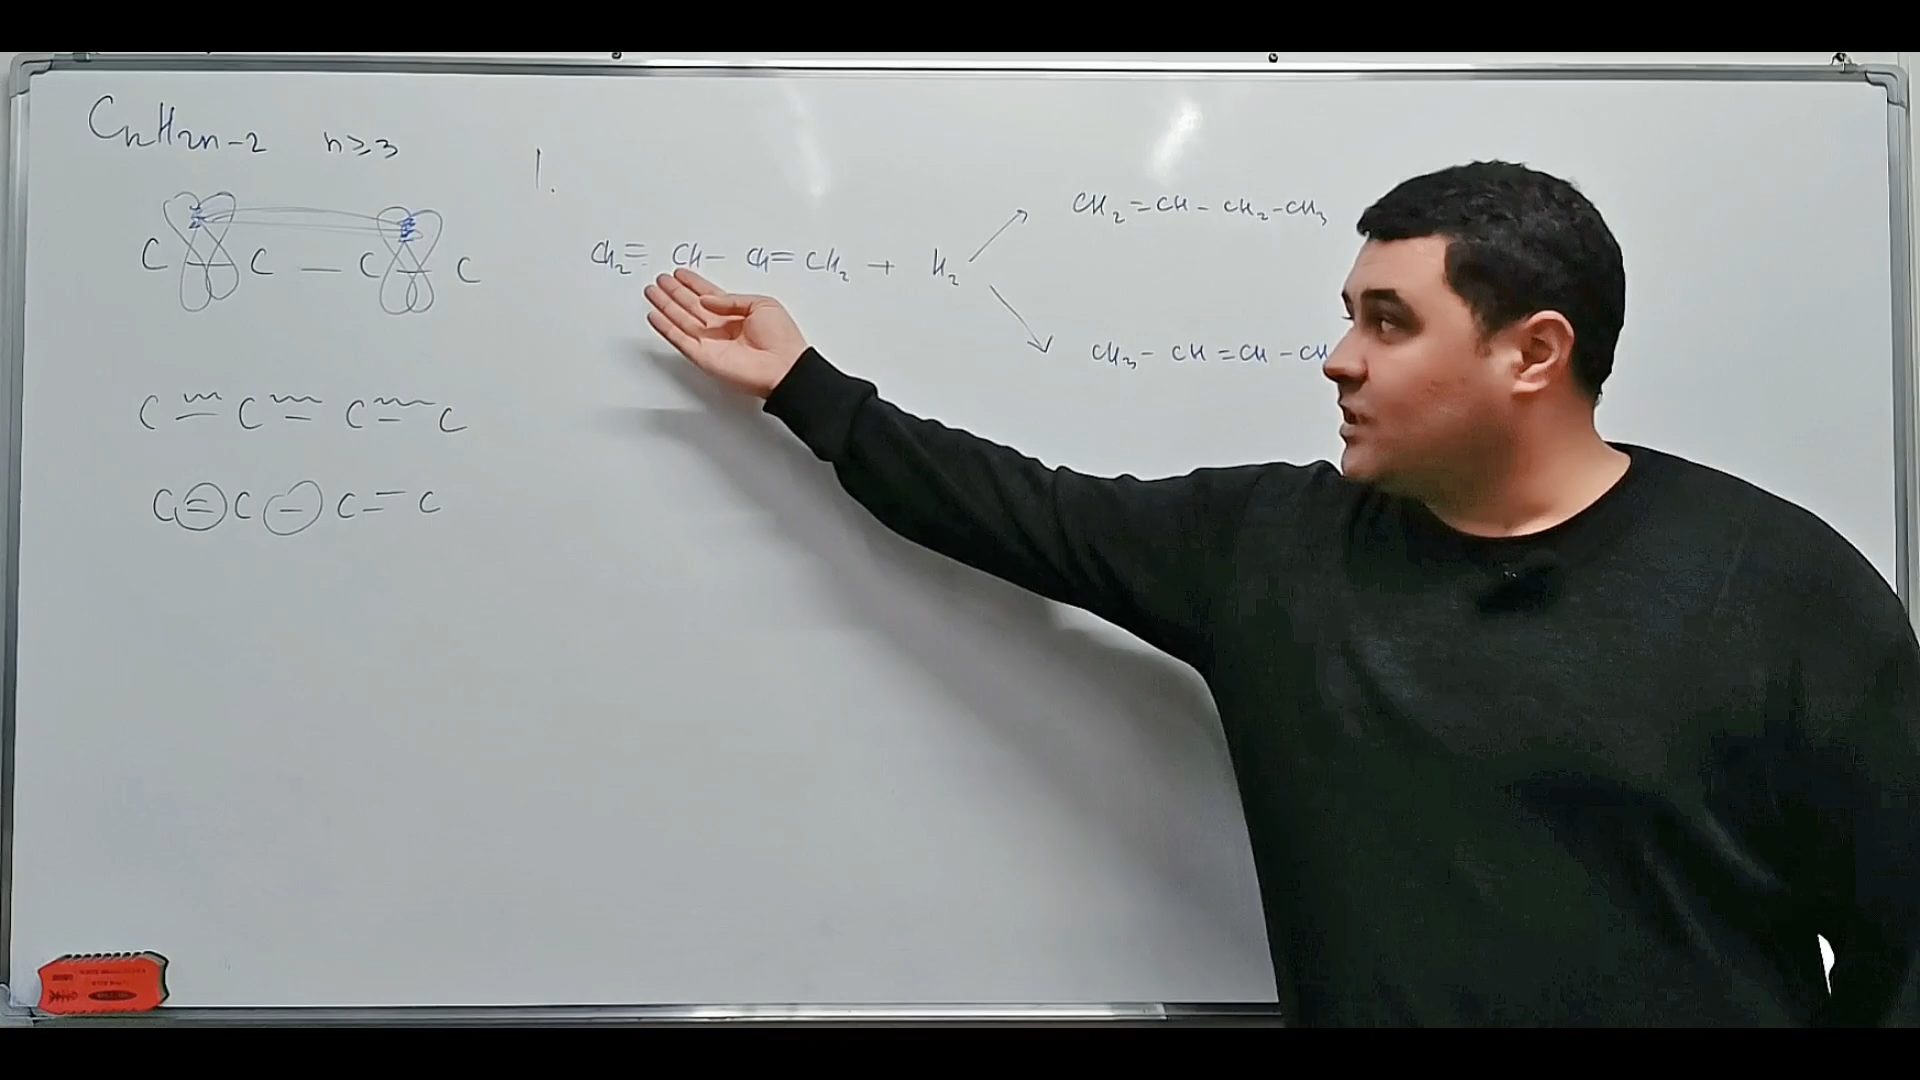 CnH2n-2 n≥3
1.
CH2=CH-CH2-CH3
CH2=CH-CH=CH2 + H2
C-C-C-C
CH3-CH=CH-CH
C=C=C=C
C=C-C=C